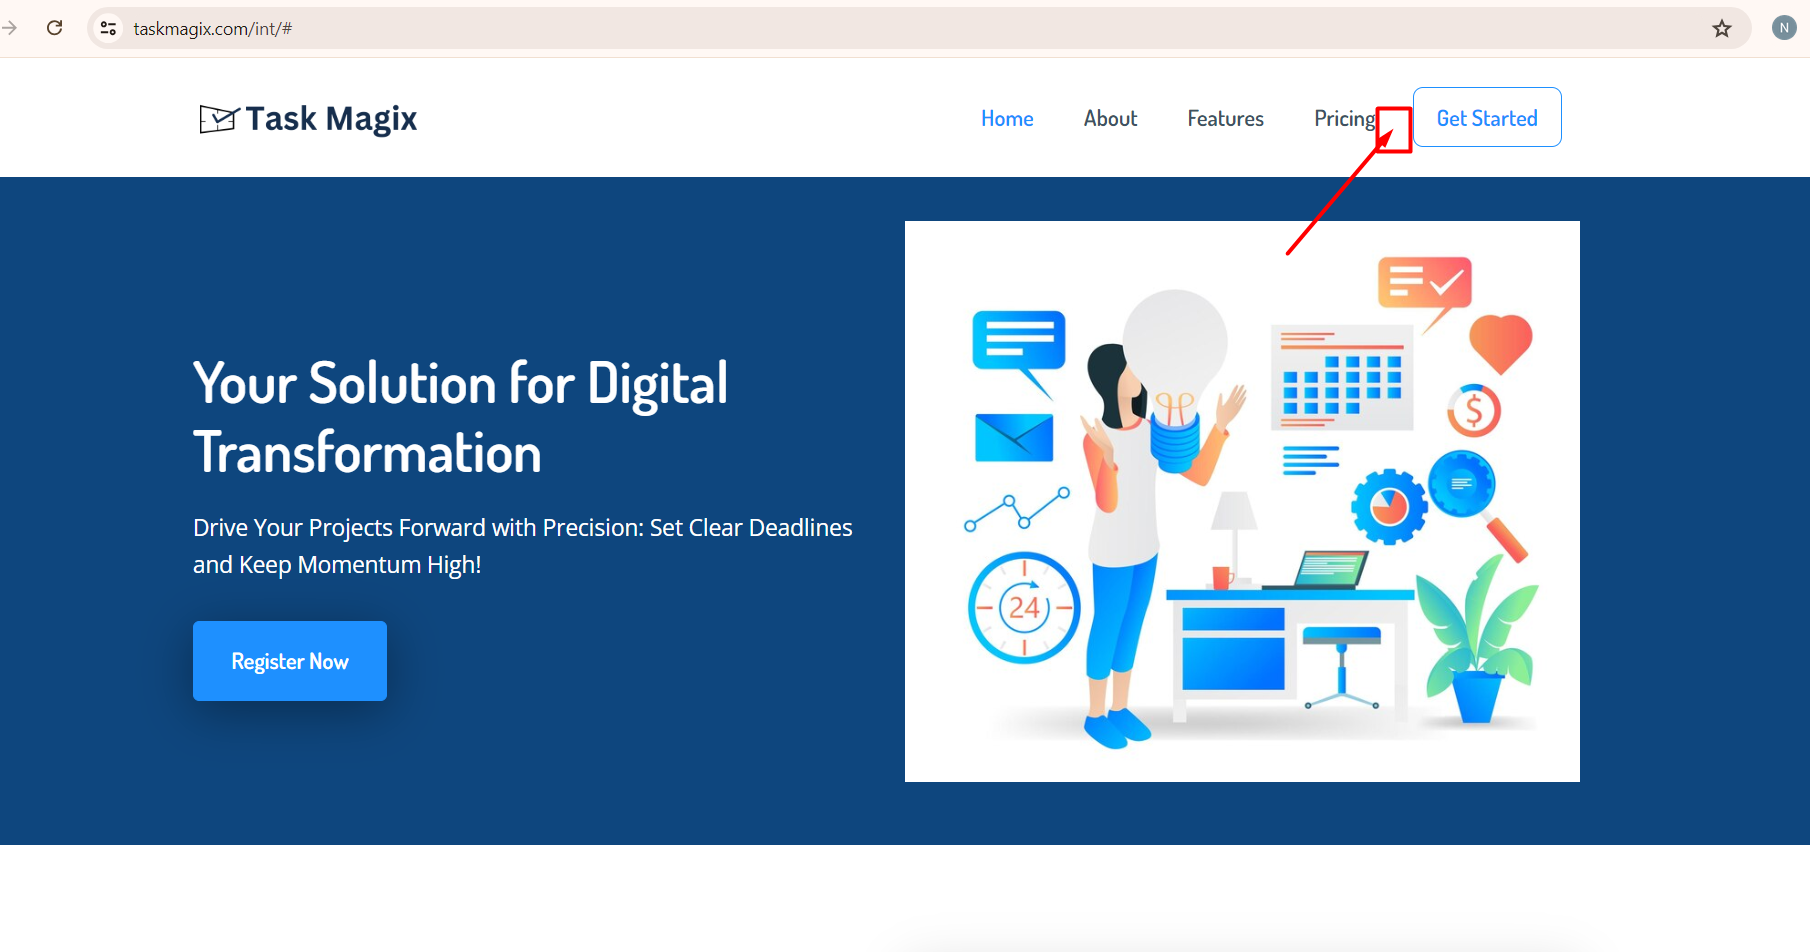 taskmagix.com/int/#
N
Task Magix
Home About Features Pricing Get Started
Your Solution for Digital
Transformation
Drive Your Projects Forward with Precision: Set Clear Deadlines
and Keep Momentum High!
Register Now
$
24